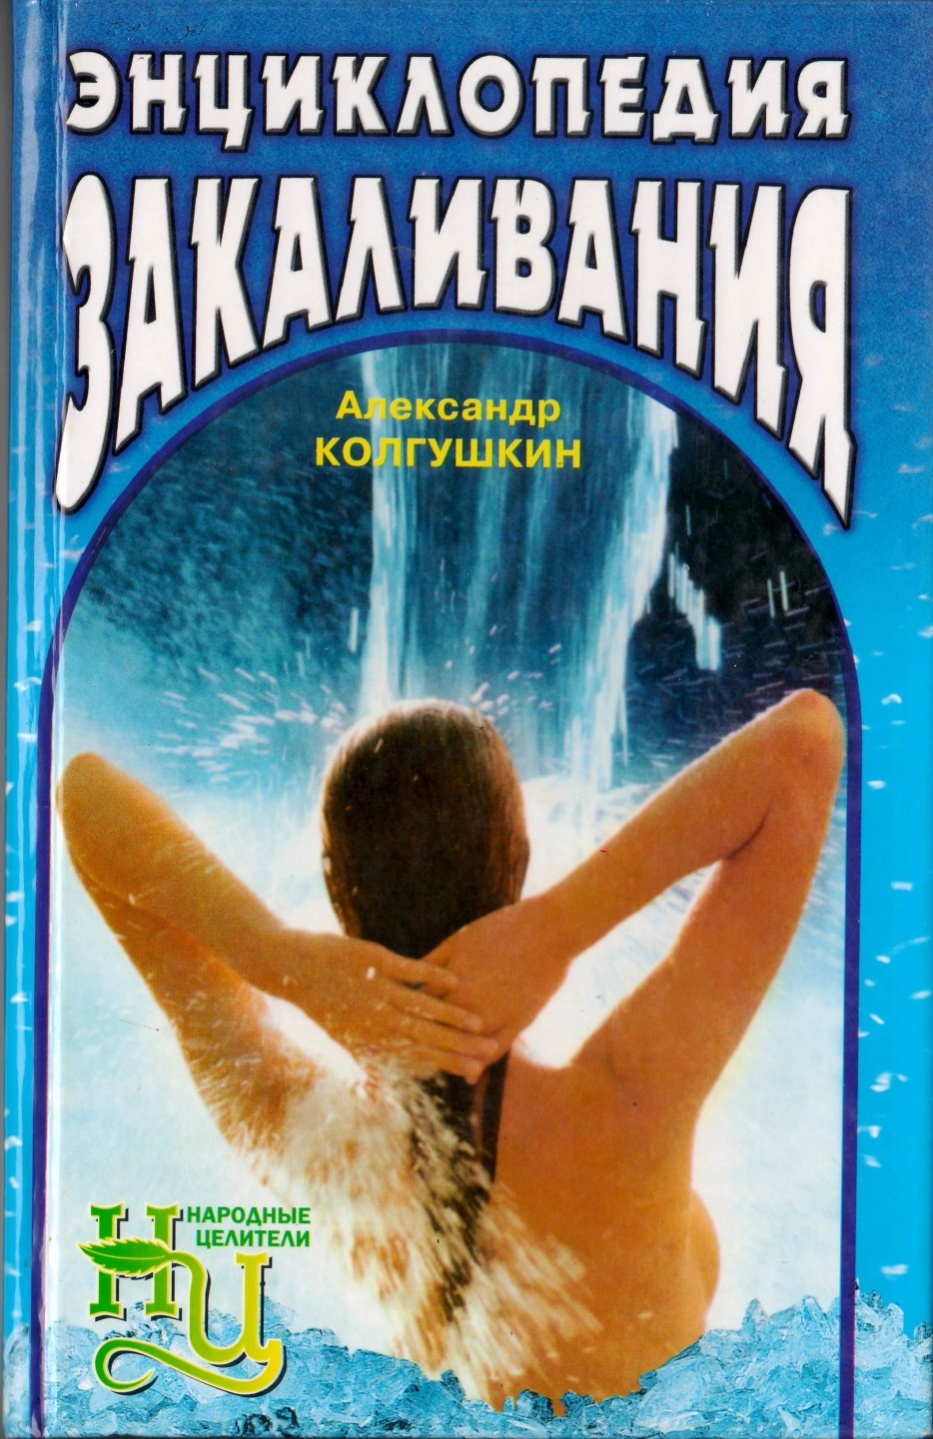 ЭНЦИКЛОПЕДИЯ
ЗАКАЛИВАНИЯ
Александр
КОЛГУШКИН
НЦ
НАРОДНЫЕ
ЦЕЛИТЕЛИ